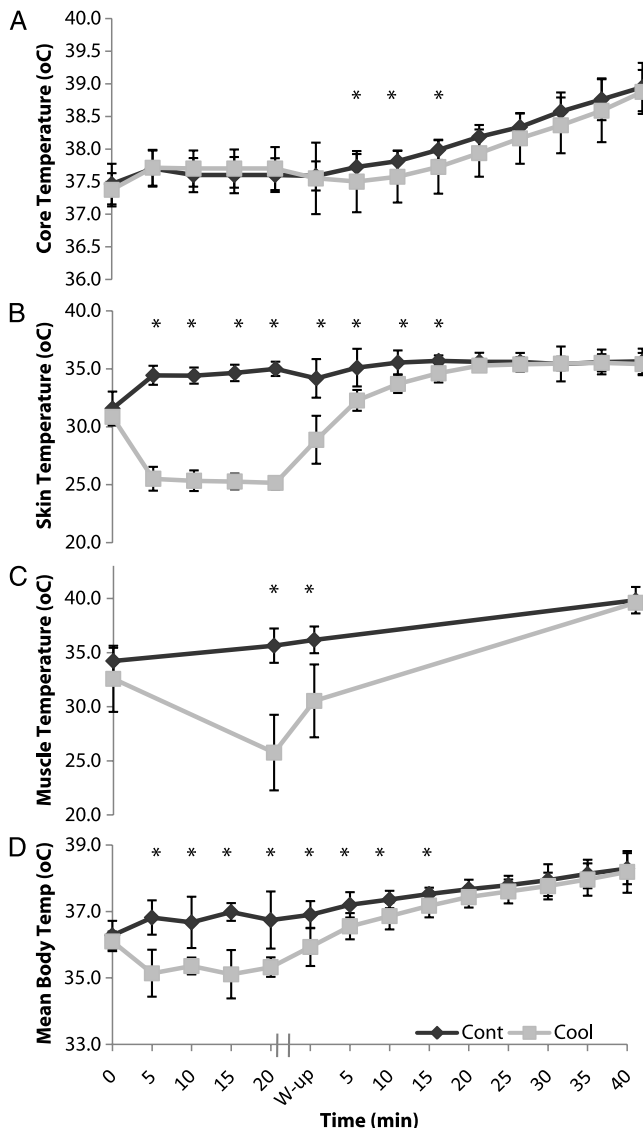 A
Core Temperature (oC)
40.0
39.5
39.0
38.5
38.0
37.5
37.0
36.5
36.0
* * *
B
Skin Temperature (oC)
40.0
35.0
30.0
25.0
20.0
* * * * * * * *
C
Muscle Temperature (oC)
40.0
35.0
30.0
25.0
20.0
* *
D
Mean Body Temp (oC)
39.0
37.0
35.0
33.0
* * * * * * * *
Cont Cool
0 5 10 15 20 W-up 5 10 15 20 25 30 35 40
Time (min)